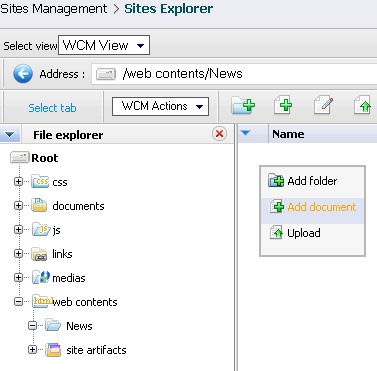 Sites Management > Sites Explorer
Select view WCM View
Address : /web contents/News
Select tab WCM Actions
File explorer Name
Root
css
documents
js
links
medias
web contents
News
site artifacts
Add folder
Add document
Upload